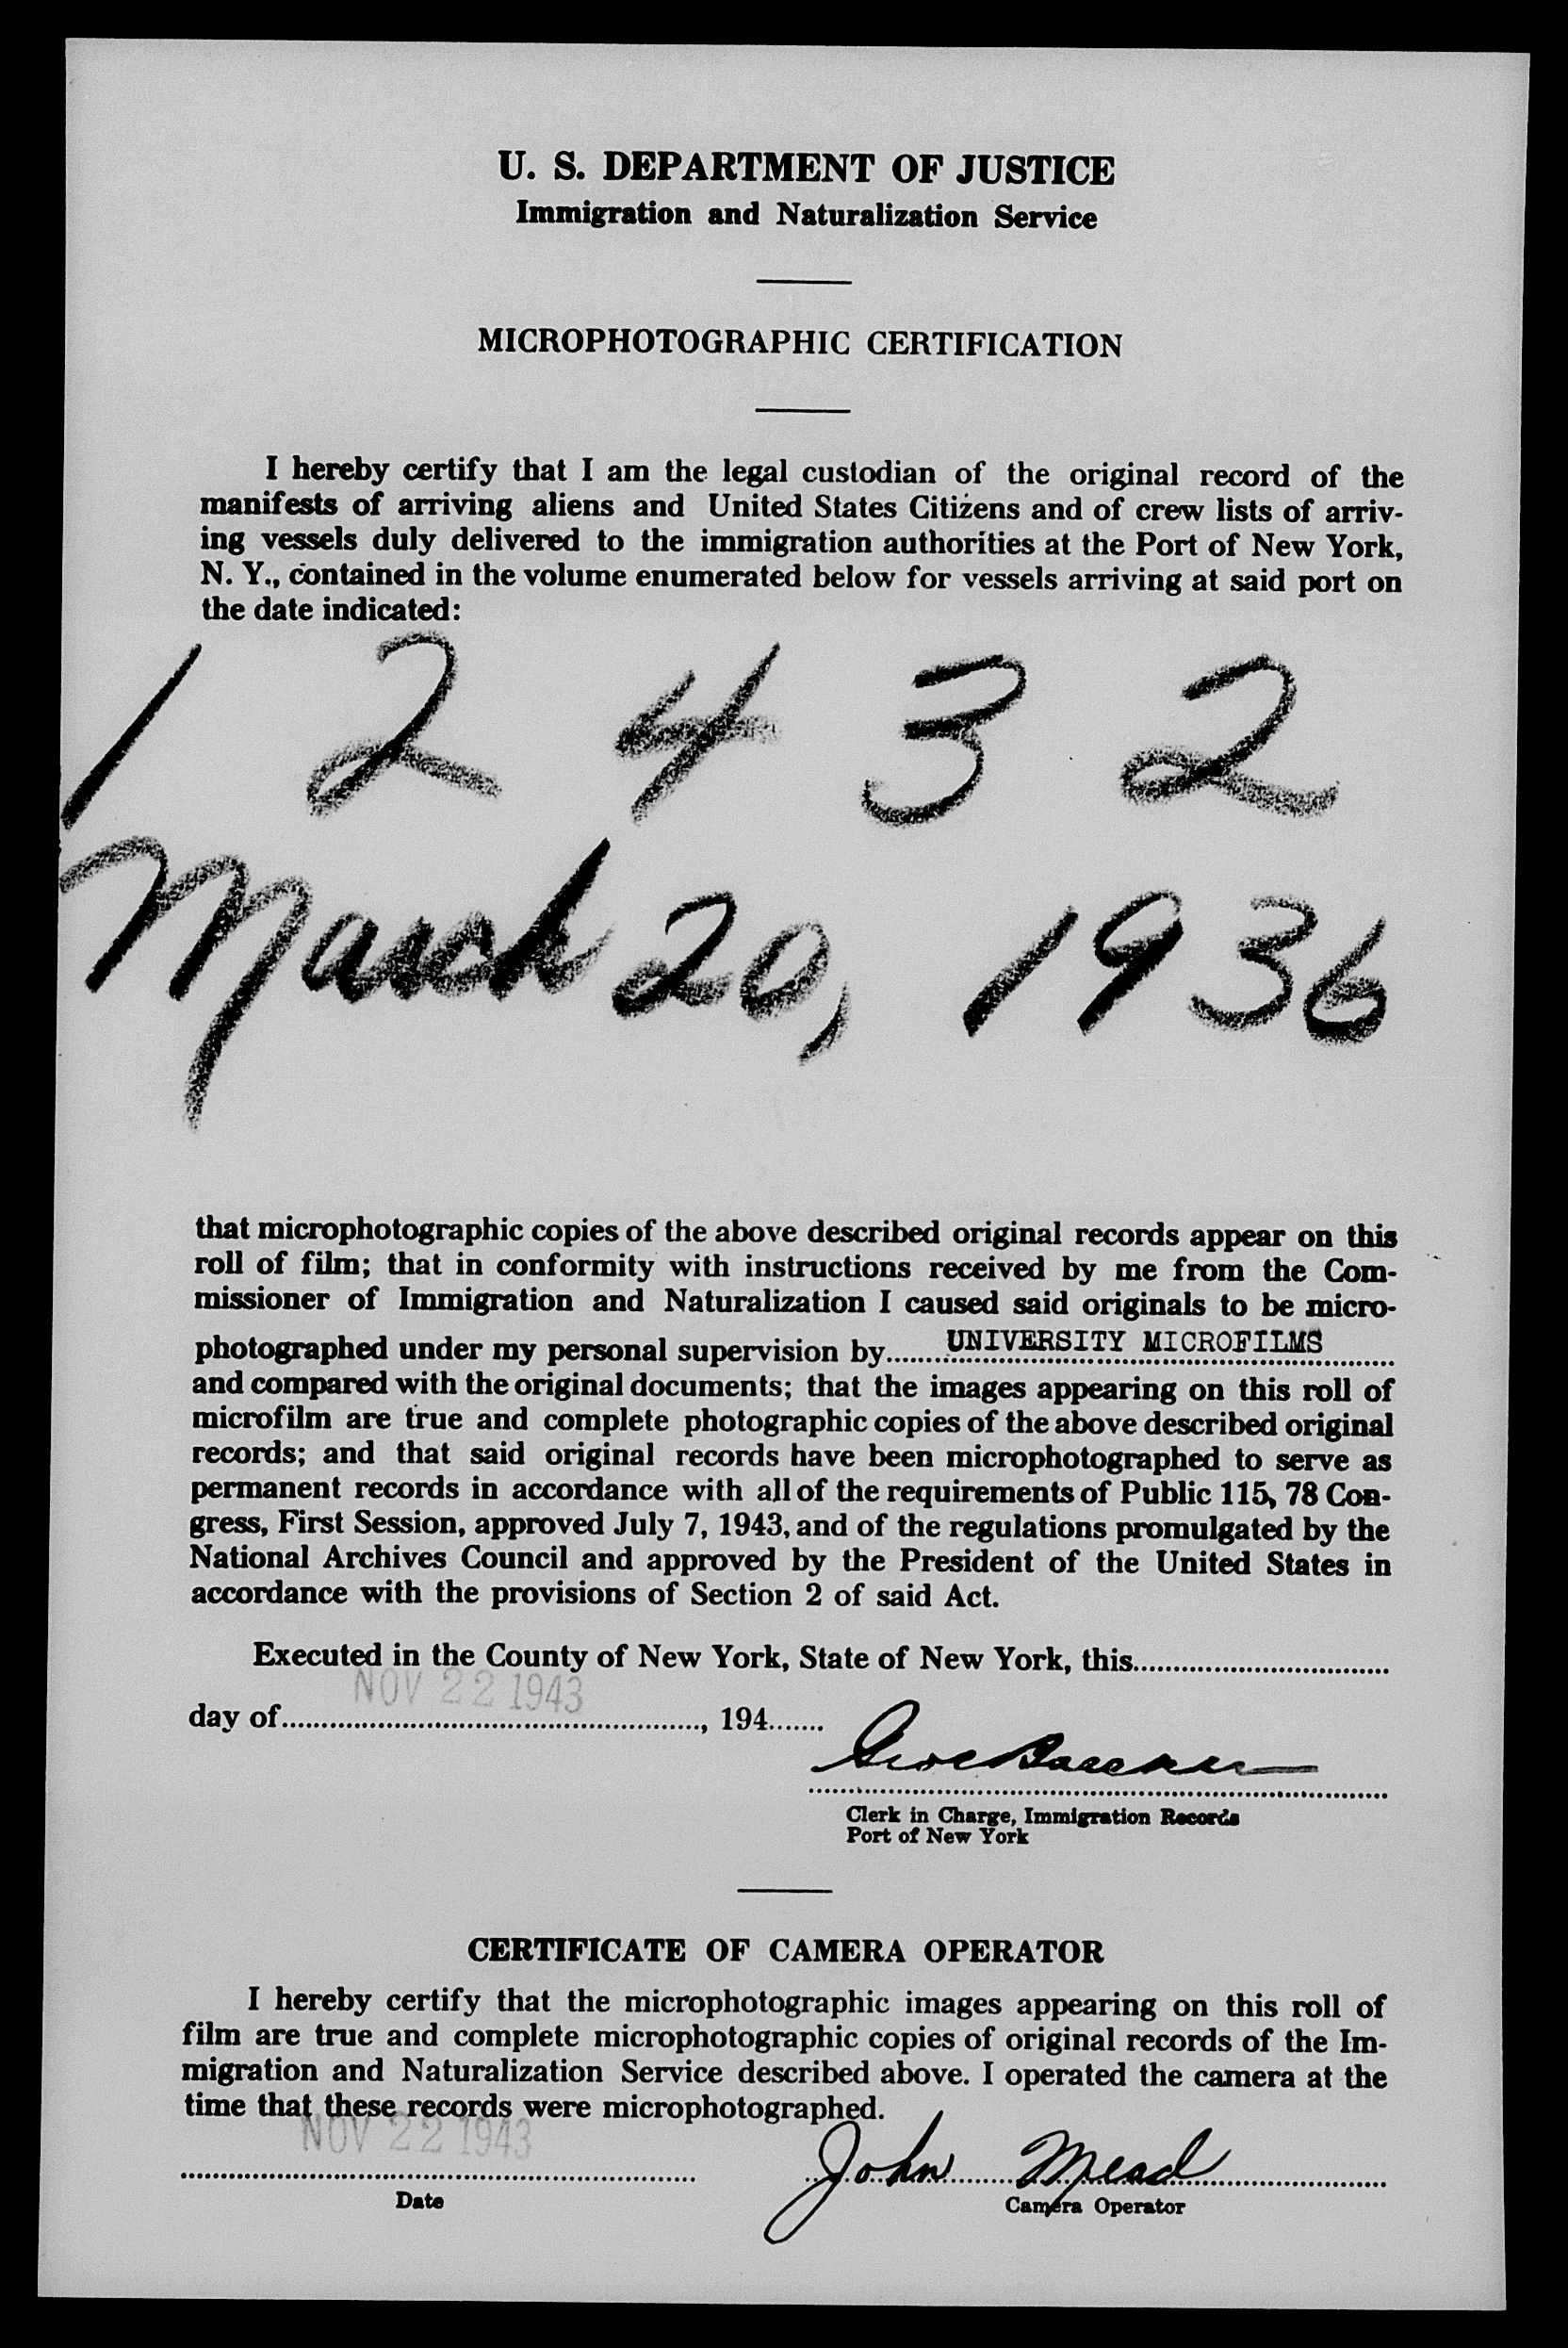 U. S. DEPARTMENT OF JUSTICE
Immigration and Naturalization Service
MICROPHOTOGRAPHIC CERTIFICATION
I hereby certify that I am the legal custodian of the original record of the
manifests of arriving aliens and United States Citizens and of crew lists of arriv-
ing vessels duly delivered to the immigration authorities at the Port of New York,
N. Y., contained in the volume enumerated below for vessels arriving at said port on
the date indicated:
1 2 4 3 2
March 20, 1936
that microphotographic copies of the above described original records appear on this
roll of film; that in conformity with instructions received by me from the Com-
missioner of Immigration and Naturalization I caused said originals to be micro-
photographed under my personal supervision by........UNIVERSITY MICROFILMS........
and compared with the original documents; that the images appearing on this roll of
microfilm are true and complete photographic copies of the above described original
records; and that said original records have been microphotographed to serve as
permanent records in accordance with all of the requirements of Public 115, 78 Con-
gress, First Session, approved July 7, 1943, and of the regulations promulgated by the
National Archives Council and approved by the President of the United States in
accordance with the provisions of Section 2 of said Act.
Executed in the County of New York, State of New York, this................................
NOV 22 1943
day of......................................................, 194.......
Clerk in Charge, Immigration Records
Port of New York
CERTIFICATE OF CAMERA OPERATOR
I hereby certify that the microphotographic images appearing on this roll of
film are true and complete microphotographic copies of original records of the Im-
migration and Naturalization Service described above. I operated the camera at the
time that these records were microphotographed.
NOV 22 1943
John Mead
Date
Camera Operator